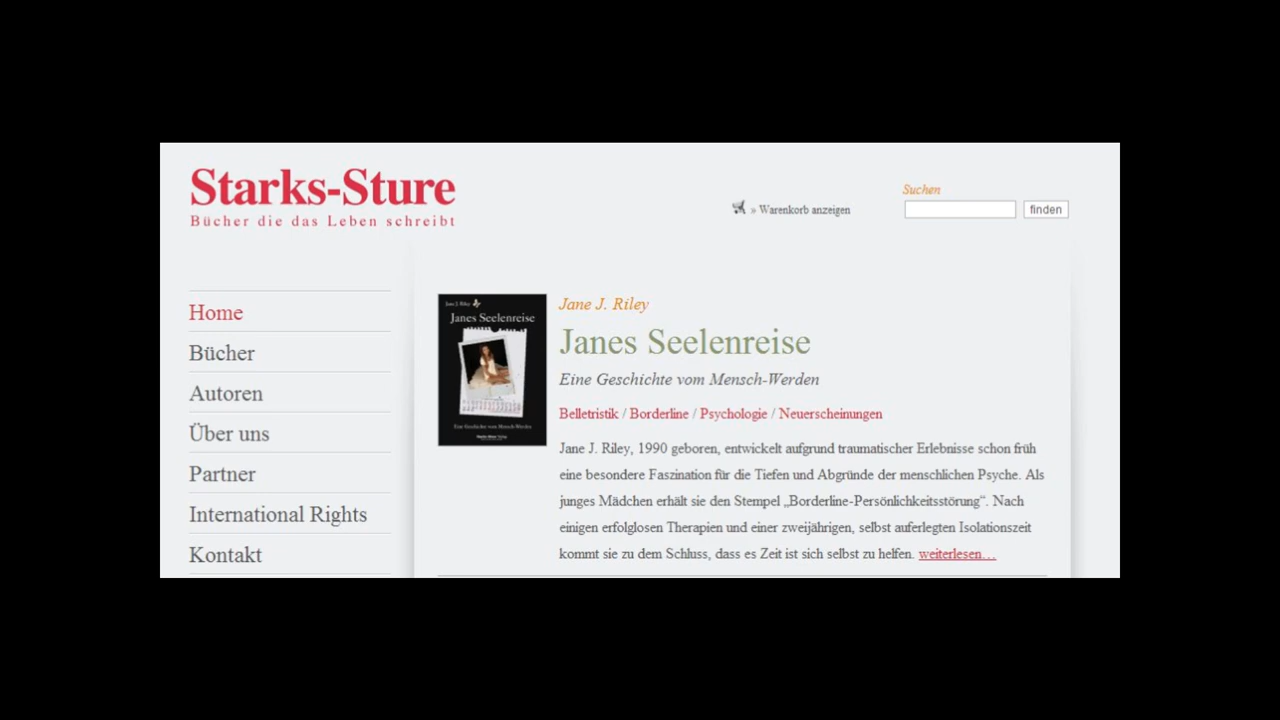 Starks-Sture
Bücher die das Leben schreibt
» Warenkorb anzeigen
Suchen
finden
Home
Bücher
Autoren
Über uns
Partner
International Rights
Kontakt
Jane J. Riley
Janes Seelenreise
Eine Geschichte vom Mensch-Werden
Jane J. Riley
Janes Seelenreise
Eine Geschichte vom Mensch-Werden
Belletristik / Borderline / Psychologie / Neuerscheinungen
Jane J. Riley, 1990 geboren, entwickelt aufgrund traumatischer Erlebnisse schon früh
eine besondere Faszination für die Tiefen und Abgründe der menschlichen Psyche. Als
junges Mädchen erhält sie den Stempel „Borderline-Persönlichkeitsstörung“. Nach
einigen erfolglosen Therapien und einer zweijährigen, selbst auferlegten Isolationszeit
kommt sie zu dem Schluss, dass es Zeit ist sich selbst zu helfen. weiterlesen…